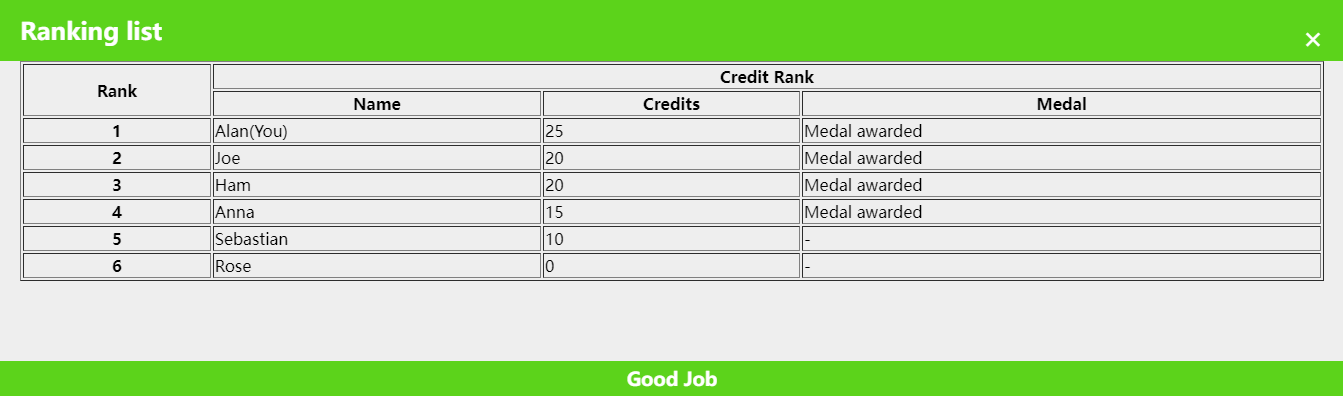 Ranking list
×
Rank
Credit Rank
Name Credits Medal
1 Alan(You) 25 Medal awarded
2 Joe 20 Medal awarded
3 Ham 20 Medal awarded
4 Anna 15 Medal awarded
5 Sebastian 10 -
6 Rose 0 -
Good Job